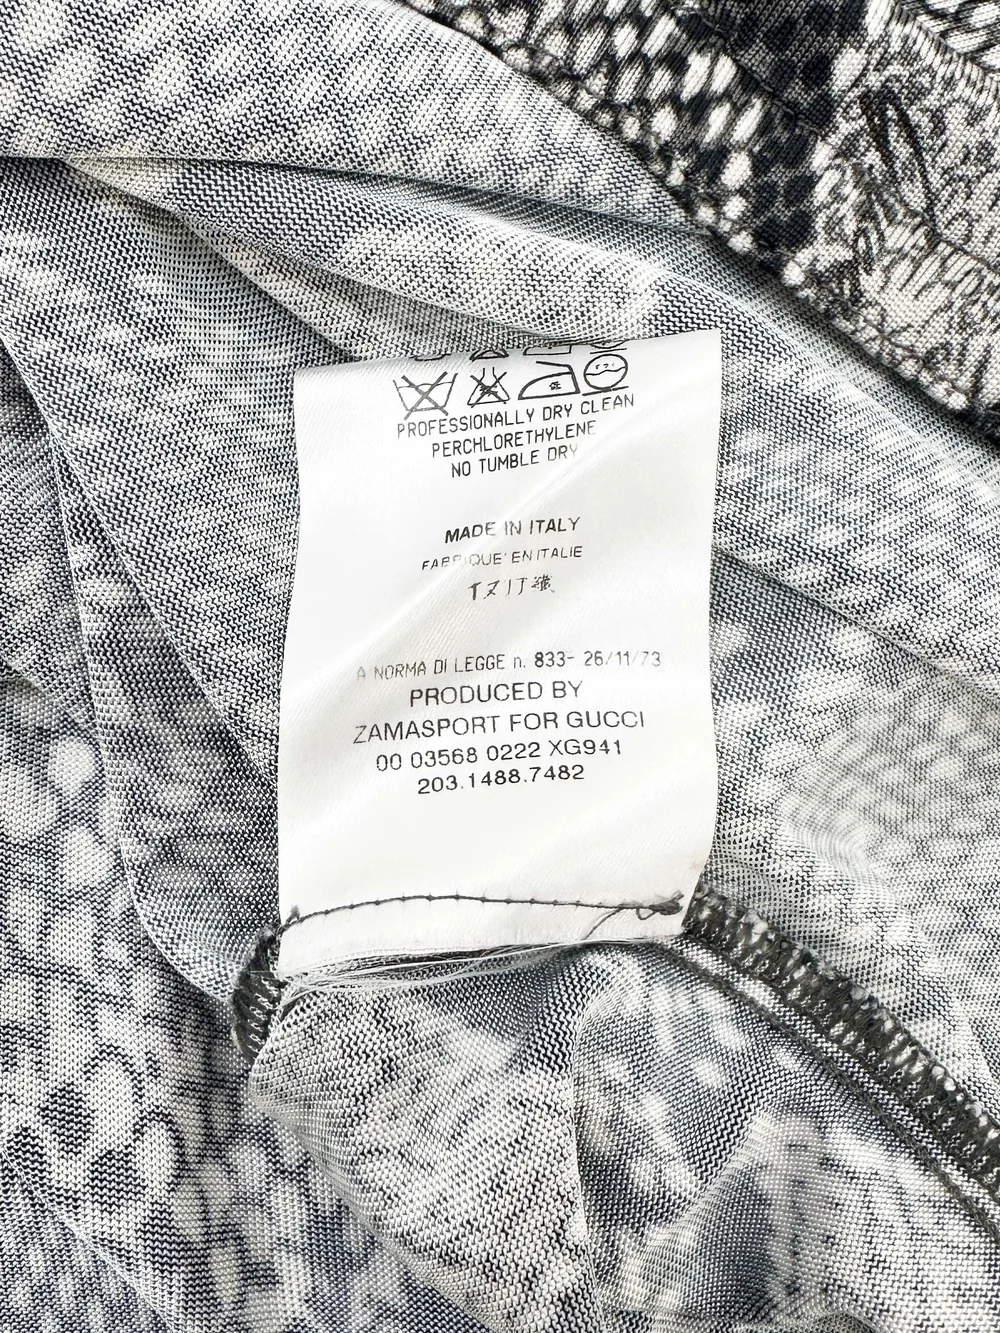 PROFESSIONALLY DRY CLEAN
PERCHLORETHYLENE
NO TUMBLE DRY
MADE IN ITALY
FABRIQUE' EN ITALIE
A NORMA DI LEGGE n. 833- 26/11/73
PRODUCED BY
ZAMASPORT FOR GUCCI
00 03568 0222 XG941
203.1488.7482